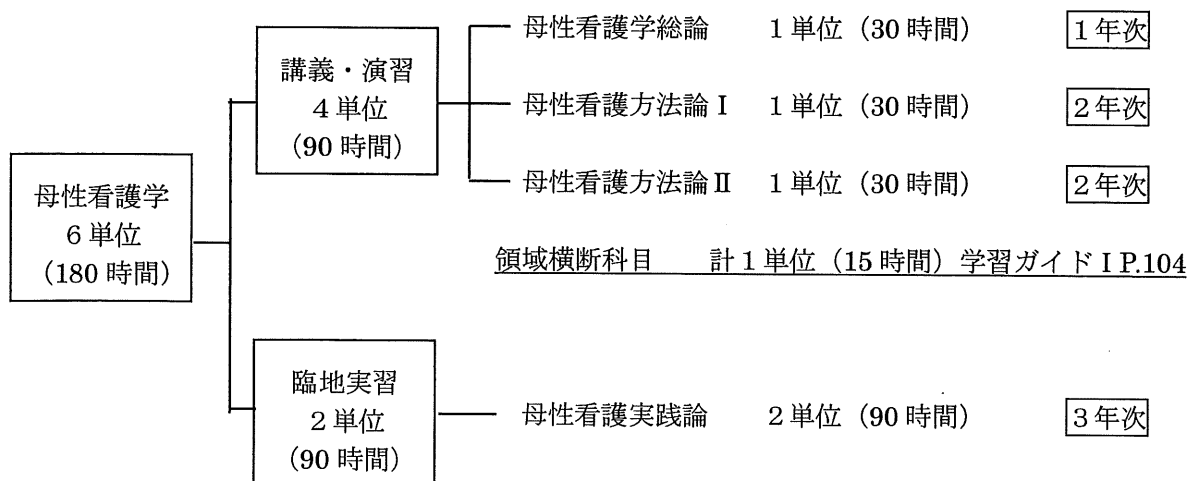 母性看護学
6単位
(180時間)
講義・演習
4単位
(90時間)
母性看護学総論 1単位(30時間) 1年次
母性看護方法論Ⅰ 1単位(30時間) 2年次
母性看護方法論Ⅱ 1単位(30時間) 2年次
領域横断科目 計1単位(15時間)学習ガイドⅠP.104
臨地実習
2単位
(90時間)
母性看護実践論 2単位(90時間) 3年次